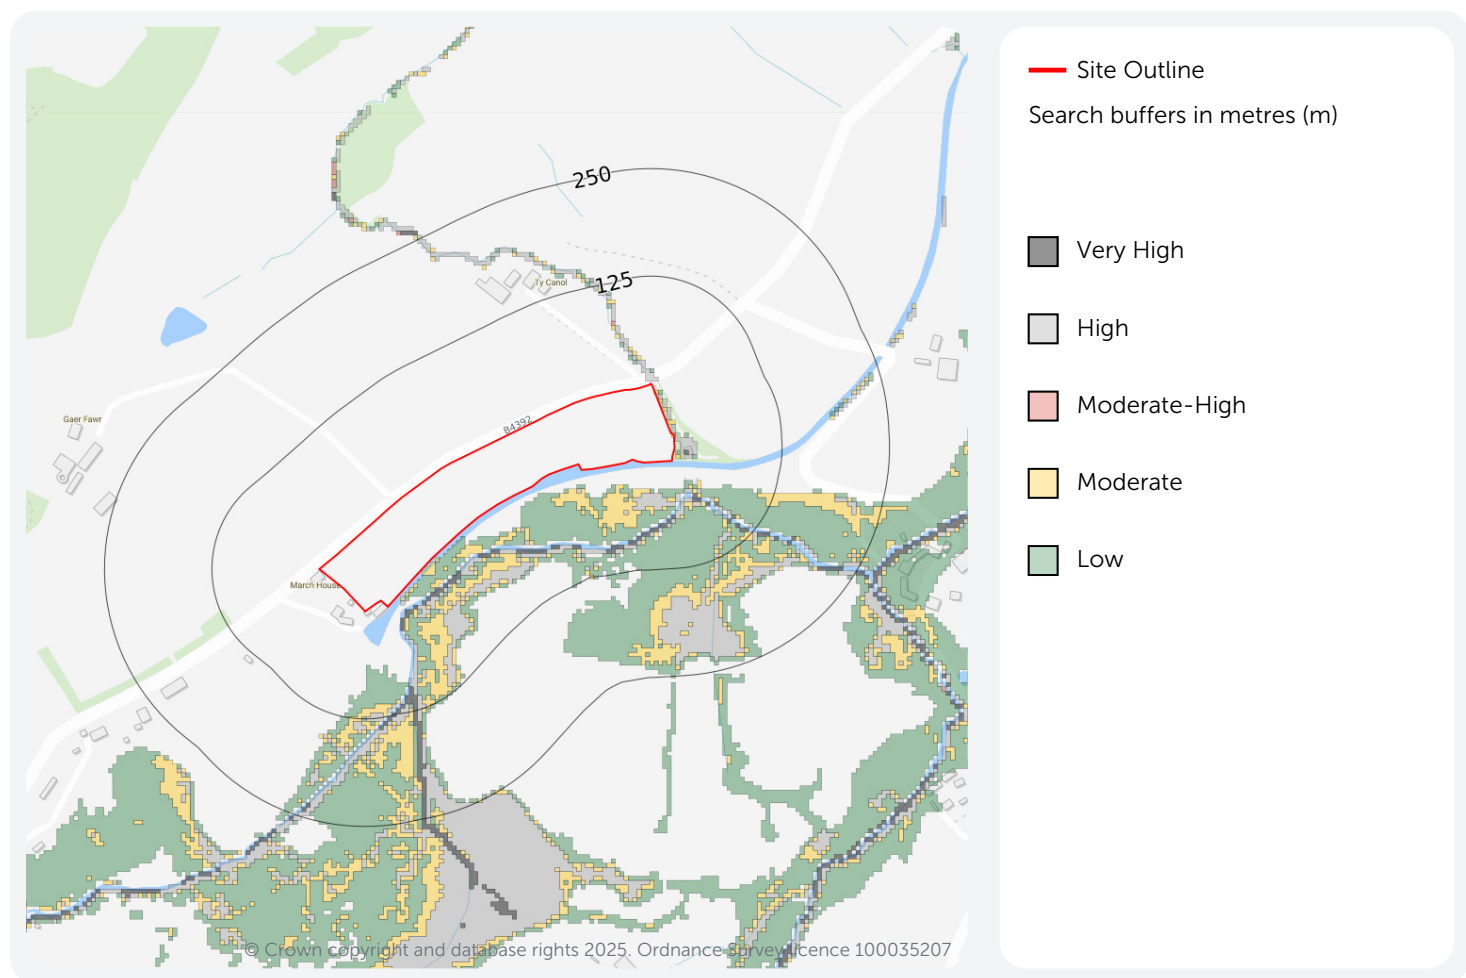 250
125
Ty Canol
Gaer Fawr
B4392
March House
© Crown copyright and database rights 2025. Ordnance Survey licence 100035207
Site Outline
Search buffers in metres (m)
Very High
High
Moderate-High
Moderate
Low